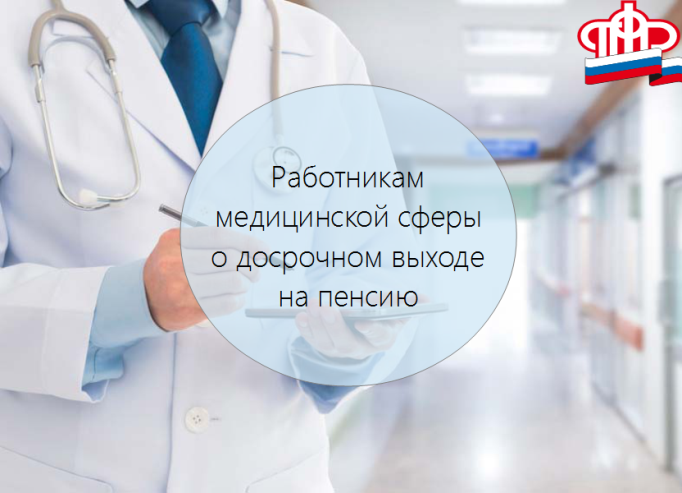 Работникам
медицинской сферы
о досрочном выходе
на пенсию